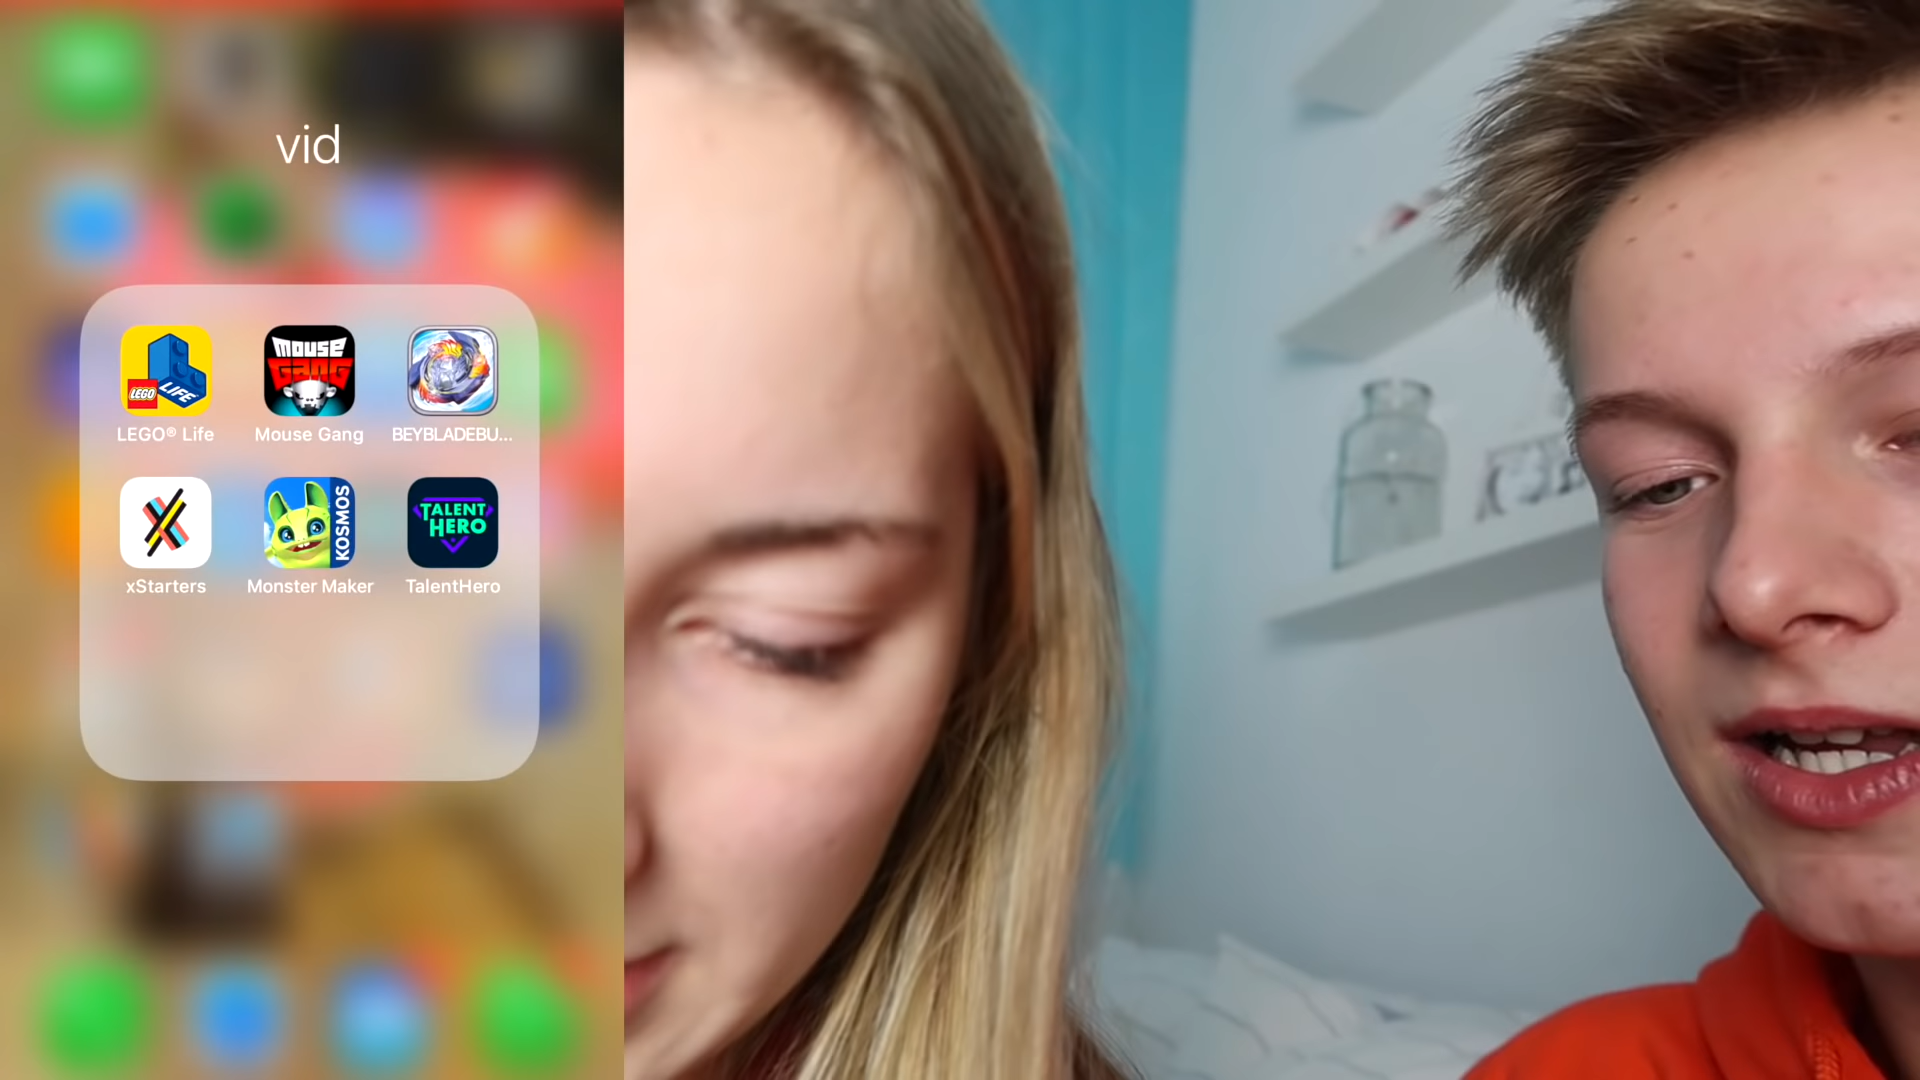 vid
LEGO
LIFE
MOUSE
GANG
LEGO® Life
Mouse Gang
BEYBLADEBU...
KOSMOS
TALENT
HERO
xStarters
Monster Maker
TalentHero